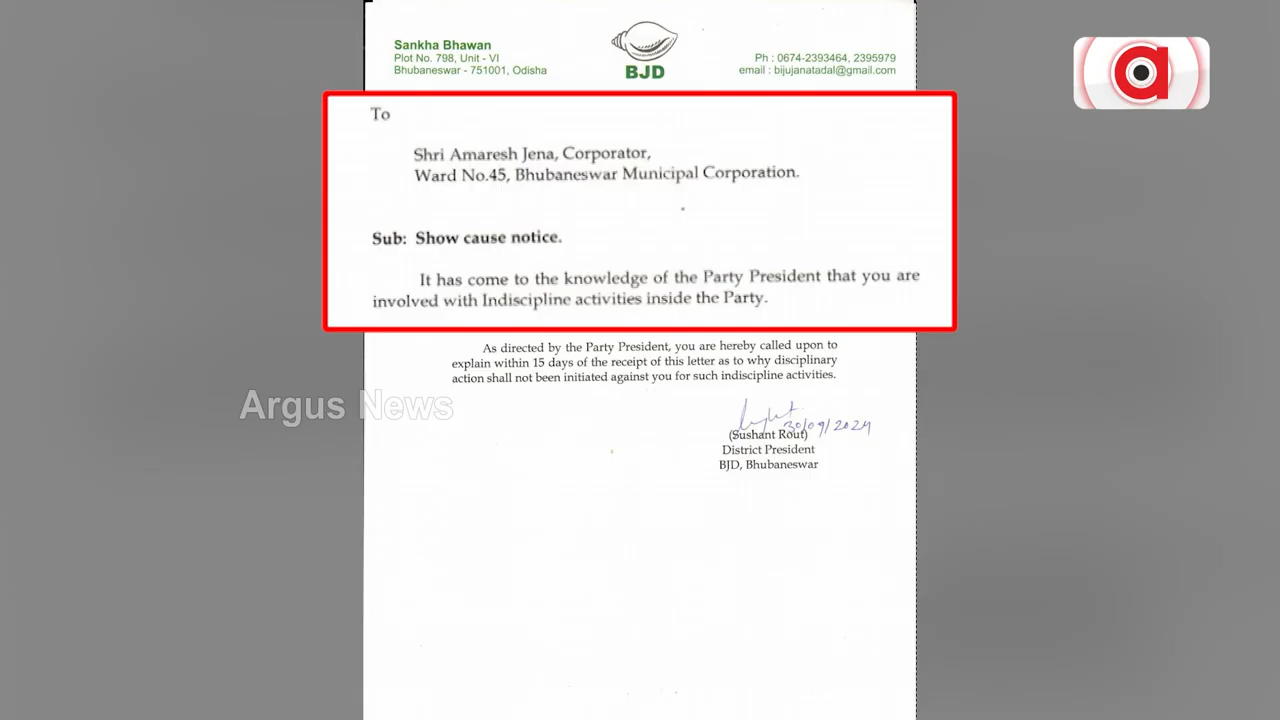 Sankha Bhawan
Plot No. 798, Unit - VI
Bhubaneswar - 751001, Odisha
BJD
Ph : 0674-2393464, 2395979
email : bijujanatadal@gmail.com
a
To
Shri Amaresh Jena, Corporator,
Ward No.45, Bhubaneswar Municipal Corporation.
Sub: Show cause notice.
It has come to the knowledge of the Party President that you are
involved with Indiscipline activities inside the Party.
As directed by the Party President, you are hereby called upon to
explain within 15 days of the receipt of this letter as to why disciplinary
action shall not been initiated against you for such indiscipline activities.
Argus News
30/09/2024
(Sushant Rout)
District President
BJD, Bhubaneswar